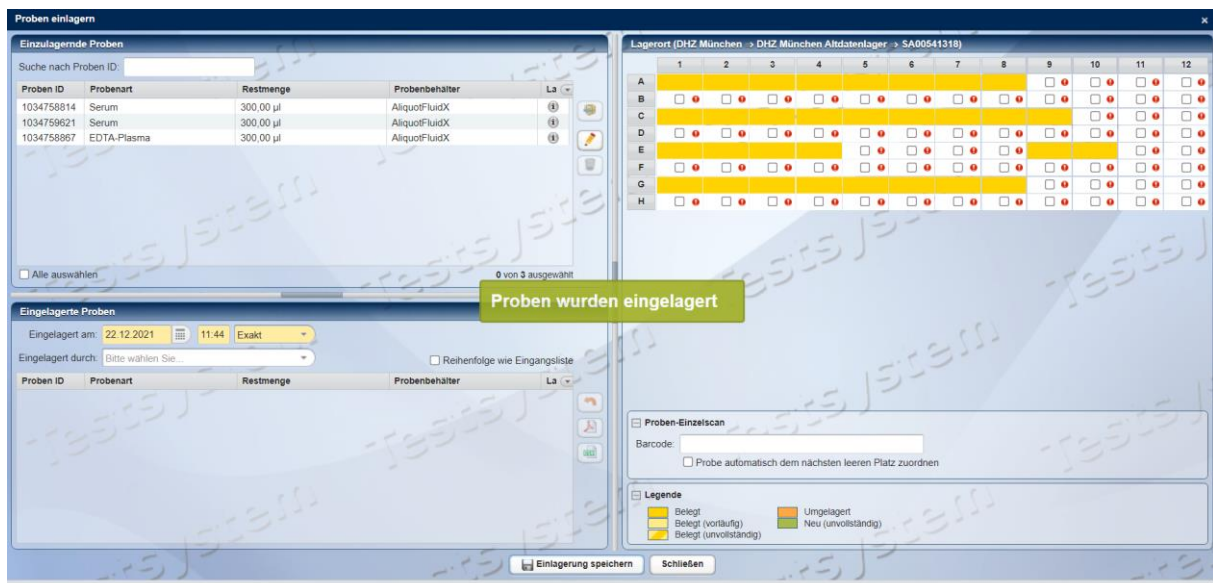 Proben einlagern
Einzulagernde Proben
Suche nach Proben ID:
Proben ID Probenart Restmenge Probenbehälter La
1034758814 Serum 300,00 µl AliquotFluidX
1034759621 Serum 300,00 µl AliquotFluidX
1034758867 EDTA-Plasma 300,00 µl AliquotFluidX
Alle auswählen 0 von 3 ausgewählt
Proben wurden eingelagert
Eingelagerte Proben
Eingelagert am: 22.12.2021 11:44 Exakt
Eingelagert durch: Bitte wählen Sie... Reihenfolge wie Eingangsliste
Proben ID Probenart Restmenge Probenbehälter La
Lagerort (DHZ München -> DHZ München Altdatenlager -> SA00541318)
1 2 3 4 5 6 7 8 9 10 11 12
A
B
C
D
E
F
G
H
Proben-Einzelscan
Barcode:
Probe automatisch dem nächsten leeren Platz zuordnen
Legende
Belegt Umgelagert
Belegt (vorläufig) Neu (unvollständig)
Belegt (unvollständig)
Einlagerung speichern Schließen
Testsystem